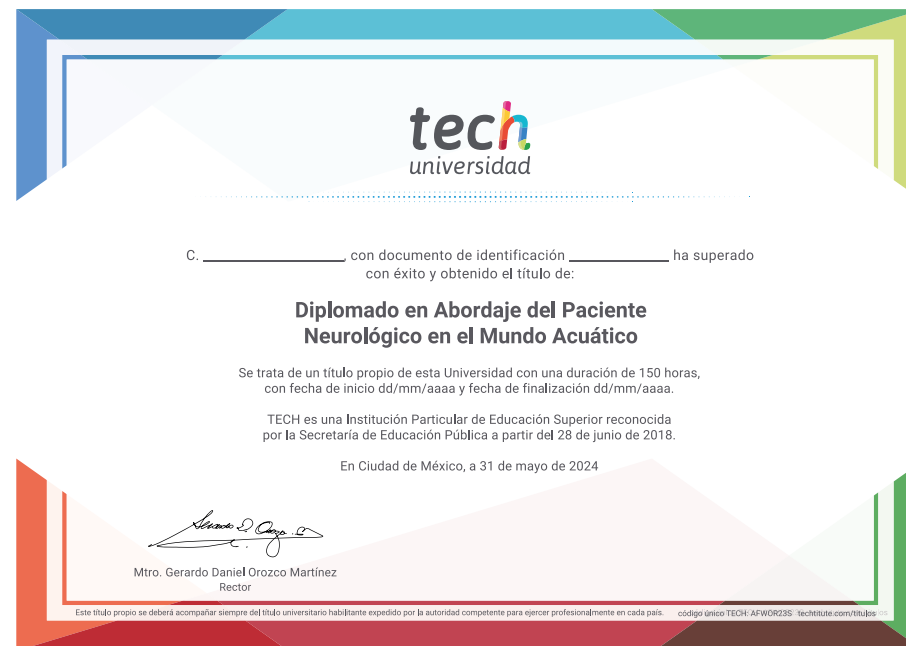 tech
universidad
C. ____________, con documento de identificación ____________ ha superado
con éxito y obtenido el título de:
Diplomado en Abordaje del Paciente
Neurológico en el Mundo Acuático
Se trata de un título propio de esta Universidad con una duración de 150 horas,
con fecha de inicio dd/mm/aaaa y fecha de finalización dd/mm/aaaa.
TECH es una Institución Particular de Educación Superior reconocida
por la Secretaría de Educación Pública a partir del 28 de junio de 2018.
En Ciudad de México, a 31 de mayo de 2024
Gerardo D. Orozco
Mtro. Gerardo Daniel Orozco Martínez
Rector
Este título propio se deberá acompañar siempre del título universitario habilitante expedido por la autoridad competente para ejercer profesionalmente en cada país. código único TECH: AFWOR23S techtitute.com/titulos